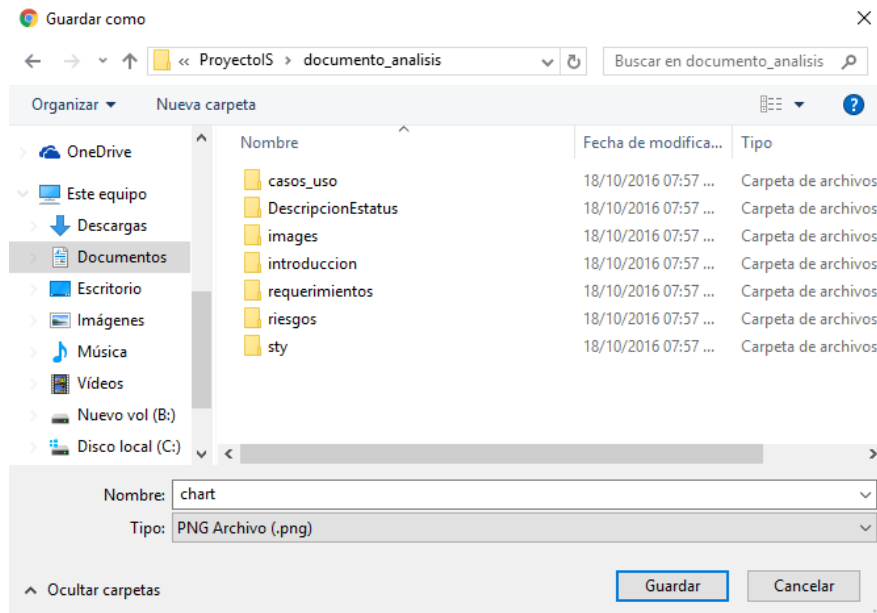 Guardar como
« ProyectoIS > documento_analisis
Buscar en documento_analisis
Organizar
Nueva carpeta
?
OneDrive
Este equipo
Descargas
Documentos
Escritorio
Imágenes
Música
Vídeos
Nuevo vol (B:)
Disco local (C:)
Nombre Fecha de modifica... Tipo
casos_uso 18/10/2016 07:57 ... Carpeta de archivos
DescripcionEstatus 18/10/2016 07:57 ... Carpeta de archivos
images 18/10/2016 07:57 ... Carpeta de archivos
introduccion 18/10/2016 07:57 ... Carpeta de archivos
requerimientos 18/10/2016 07:57 ... Carpeta de archivos
riesgos 18/10/2016 07:57 ... Carpeta de archivos
sty 18/10/2016 07:57 ... Carpeta de archivos
Nombre: chart
Tipo: PNG Archivo (.png)
Ocultar carpetas
Guardar
Cancelar